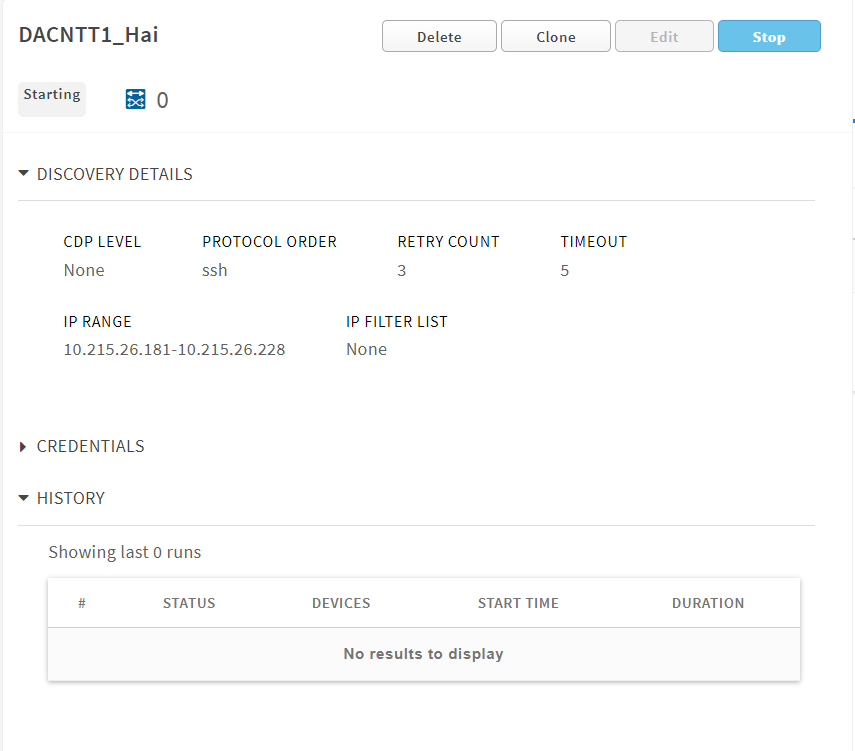 DACNTT1_Hai
Delete
Clone
Edit
Stop
Starting
0
DISCOVERY DETAILS
CDP LEVEL PROTOCOL ORDER RETRY COUNT TIMEOUT
None ssh 3 5
IP RANGE IP FILTER LIST
10.215.26.181-10.215.26.228 None
CREDENTIALS
HISTORY
Showing last 0 runs
# STATUS DEVICES START TIME DURATION
No results to display